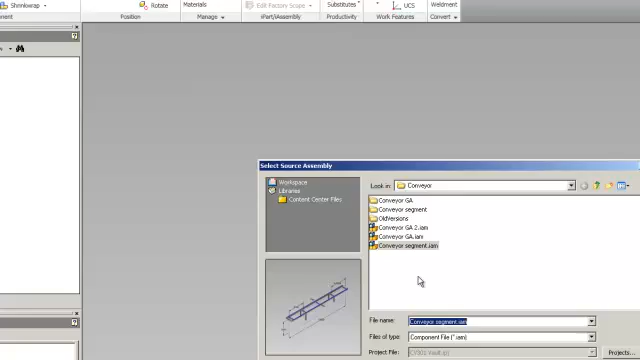 Shrinkwap
Rotate
Materials
Edit Factory Scope
Substitutes
UCS
Weldment
Position
Manage
iPart/iAssembly
Productivity
Work Features
Convert
Select Source Assembly
Workspace
Libraries
Content Center Files
Look in:
Conveyor
Conveyor GA
Conveyor segment
OldVersions
Conveyor GA 2.iam
Conveyor GA.iam
Conveyor segment.iam
File name:
Conveyor segment.iam
Files of type:
Component File (*.iam)
Project File:
Projects...